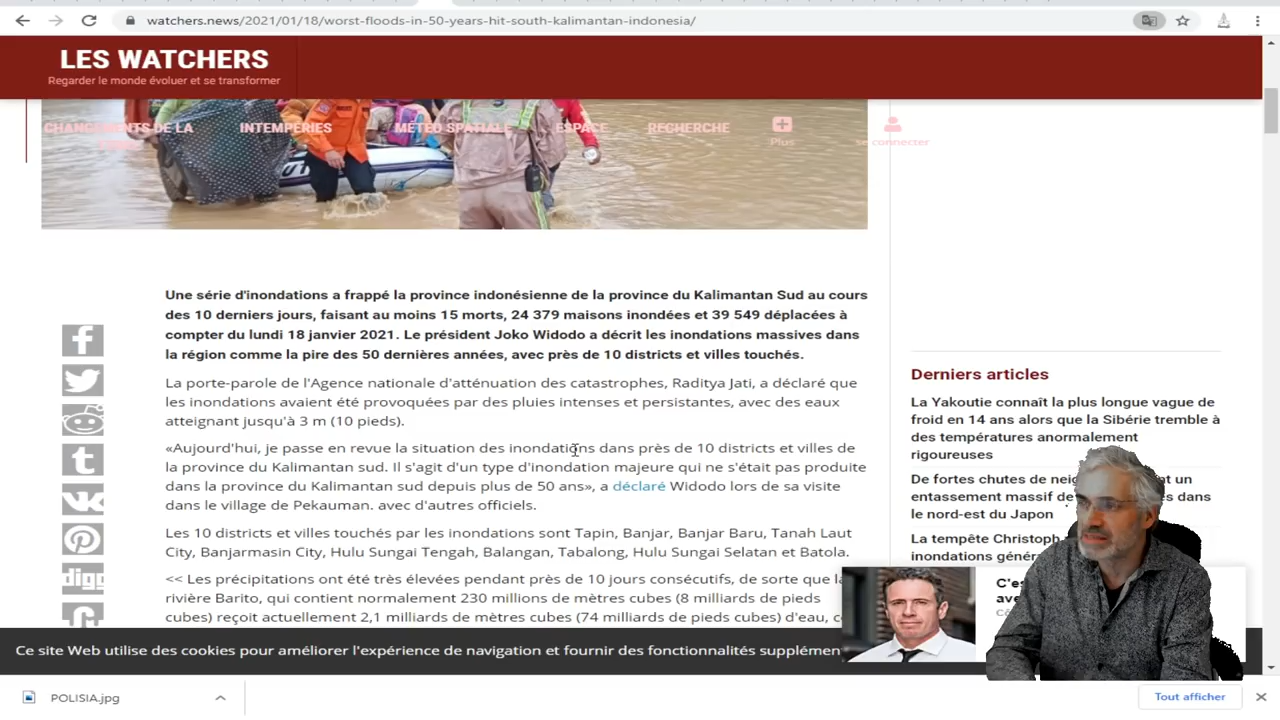 watchers.news/2021/01/18/worst-floods-in-50-years-hit-south-kalimantan-indonesia/
LES WATCHERS
Regarder le monde évoluer et se transformer
CHANGEMENTS DE LA
INTEMPÉRIES
MÉTÉO SPATIALE
ESPACE
RECHERCHE
Plus
se connecter
Une série d'inondations a frappé la province indonésienne de la province du Kalimantan Sud au cours
des 10 derniers jours, faisant au moins 15 morts, 24 379 maisons inondées et 39 549 déplacées à
compter du lundi 18 janvier 2021. Le président Joko Widodo a décrit les inondations massives dans
la région comme la pire des 50 dernières années, avec près de 10 districts et villes touchés.
La porte-parole de l'Agence nationale d'atténuation des catastrophes, Raditya Jati, a déclaré que
les inondations avaient été provoquées par des pluies intenses et persistantes, avec des eaux
atteignant jusqu'à 3 m (10 pieds).
«Aujourd'hui, je passe en revue la situation des inondations dans près de 10 districts et villes de
la province du Kalimantan sud. Il s'agit d'un type d'inondation majeure qui ne s'était pas produite
dans la province du Kalimantan sud depuis plus de 50 ans», a déclaré Widodo lors de sa visite
dans le village de Pekauman. avec d'autres officiels.
Les 10 districts et villes touchés par les inondations sont Tapin, Banjar, Banjar Baru, Tanah Laut
City, Banjarmasin City, Hulu Sungai Tengah, Balangan, Tabalong, Hulu Sungai Selatan et Batola.
<< Les précipitations ont été très élevées pendant près de 10 jours consécutifs, de sorte que la
rivière Barito, qui contient normalement 230 millions de mètres cubes (8 milliards de pieds
cubes) reçoit actuellement 2,1 milliards de mètres cubes (74 milliards de pieds cubes) d'eau,
digg
Derniers articles
La Yakoutie connaît la plus longue vague de
froid en 14 ans alors que la Sibérie tremble à
des températures anormalement
rigoureuses
De fortes chutes de
entassement massif dans
le nord-est du Japon
La tempête Christoph
inondations
C'es
ave
Ce site Web utilise des cookies pour améliorer l'expérience de navigation et fournir des fonctionnalités
POLISIA.jpg
Tout afficher